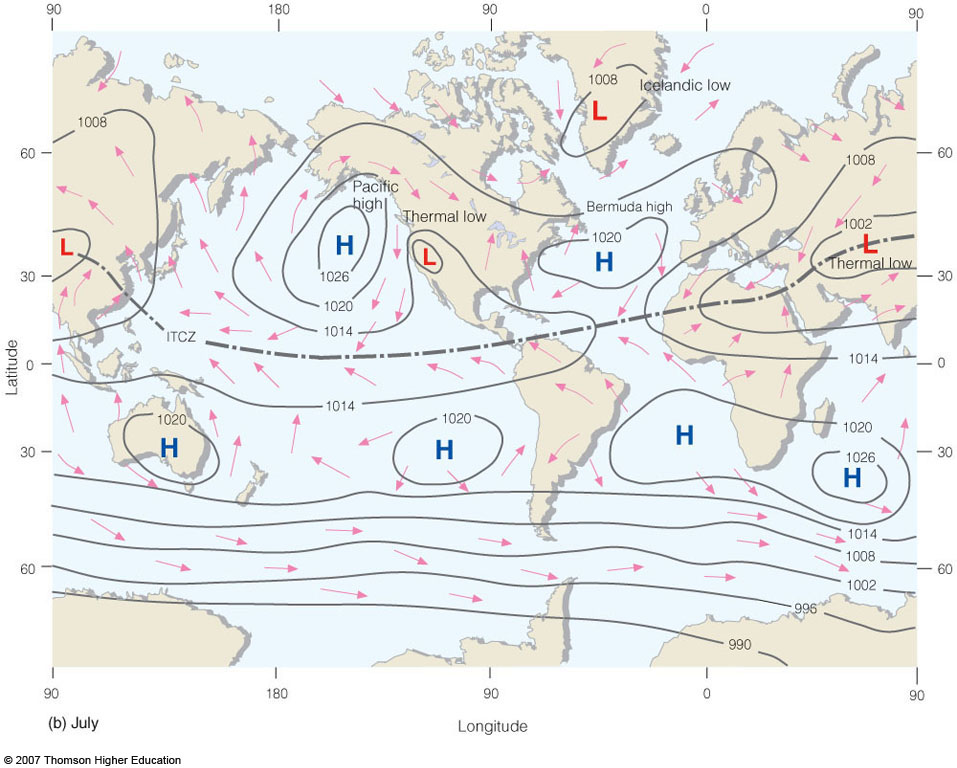 90 180 90 0 90
1008
Icelandic low
L
1008
60 60
1008
Pacific
high
Bermuda high
Thermal low
1002
L
H
L
1020
H
L
Thermal low
1026
30 30
1020
1014
ITCZ
Latitude
0 1014 0
1014
1020
1020
1020
H
H
H
30 30
1026
H
1014
1008
60 60
1002
996
990
90 180 90 0 90
(b) July
Longitude
© 2007 Thomson Higher Education